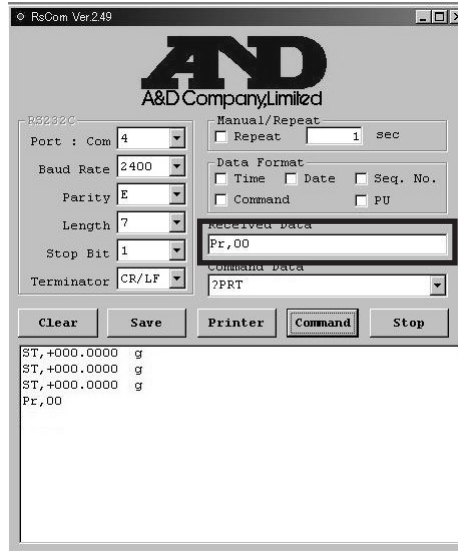 RsCom Ver.2.49
AND
A&D Company,Limited
RS232C
Port : Com 4
Baud Rate 2400
Parity E
Length 7
Stop Bit 1
Terminator CR/LF
Manual/Repeat
Repeat 1 sec
Data Format
Time Date Seq. No.
Command PU
Received Data
Pr,00
Command Data
?PRT
Clear Save Printer Command Stop
ST,+000.0000 g
ST,+000.0000 g
ST,+000.0000 g
Pr,00